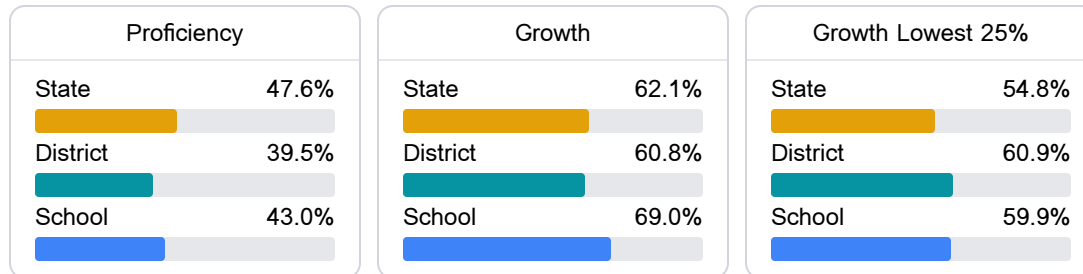 Proficiency
State 47.6%
District 39.5%
School 43.0%
Growth
State 62.1%
District 60.8%
School 69.0%
Growth Lowest 25%
State 54.8%
District 60.9%
School 59.9%